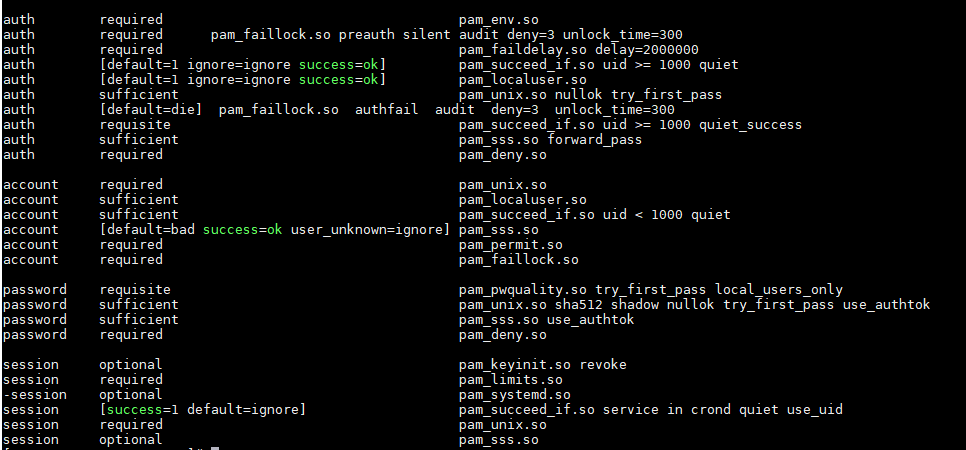 auth required pam_env.so
auth required pam_faillock.so preauth silent audit deny=3 unlock_time=300
auth required pam_faildelay.so delay=2000000
auth [default=1 ignore=ignore success=ok] pam_succeed_if.so uid >= 1000 quiet
auth [default=1 ignore=ignore success=ok] pam_localuser.so
auth sufficient pam_unix.so nullok try_first_pass
auth [default=die] pam_faillock.so authfail audit deny=3 unlock_time=300
auth requisite pam_succeed_if.so uid >= 1000 quiet_success
auth sufficient pam_sss.so forward_pass
auth required pam_deny.so
account required pam_unix.so
account sufficient pam_localuser.so
account sufficient pam_succeed_if.so uid < 1000 quiet
account [default=bad success=ok user_unknown=ignore] pam_sss.so
account required pam_permit.so
account required pam_faillock.so
password requisite pam_pwquality.so try_first_pass local_users_only
password sufficient pam_unix.so sha512 shadow nullok try_first_pass use_authtok
password sufficient pam_sss.so use_authtok
password required pam_deny.so
session optional pam_keyinit.so revoke
session required pam_limits.so
-session optional pam_systemd.so
session [success=1 default=ignore] pam_succeed_if.so service in crond quiet use_uid
session required pam_unix.so
session optional pam_sss.so